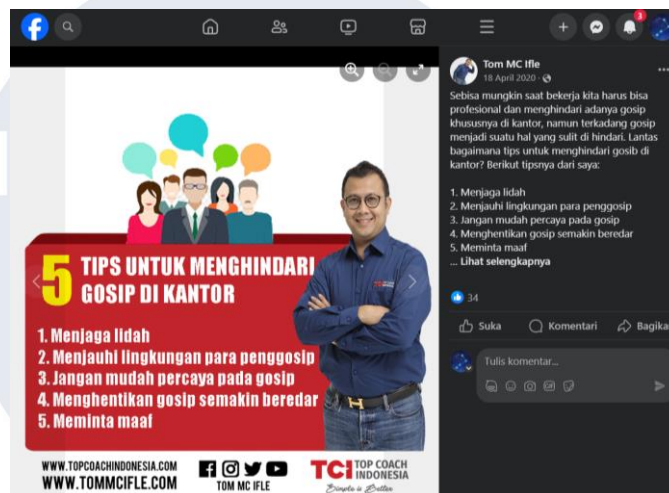 5 TIPS UNTUK MENGHINDARI
GOSIP DI KANTOR
1. Menjaga lidah
2. Menjauhi lingkungan para penggosip
3. Jangan mudah percaya pada gosip
4. Menghentikan gosip semakin beredar
5. Meminta maaf
WWW.TOPCOACHINDONESIA.COM
WWW.TOMMCIFLE.COM
TOM MC IFLE
TCI TOP COACH
INDONESIA
Simple is Better
3
Tom MC Ifle
18 April 2020
Sebisa mungkin saat bekerja kita harus bisa
profesional dan menghindari adanya gosip
khususnya di kantor, namun terkadang gosip
menjadi suatu hal yang sulit di hindari. Lantas
bagaimana tips untuk menghindari gosib di
kantor? Berikut tipsnya dari saya:
1. Menjaga lidah
2. Menjauhi lingkungan para penggosip
3. Jangan mudah percaya pada gosip
4. Menghentikan gosip semakin beredar
5. Meminta maaf
... Lihat selengkapnya
34
Suka Komentari Bagika
Tulis komentar...